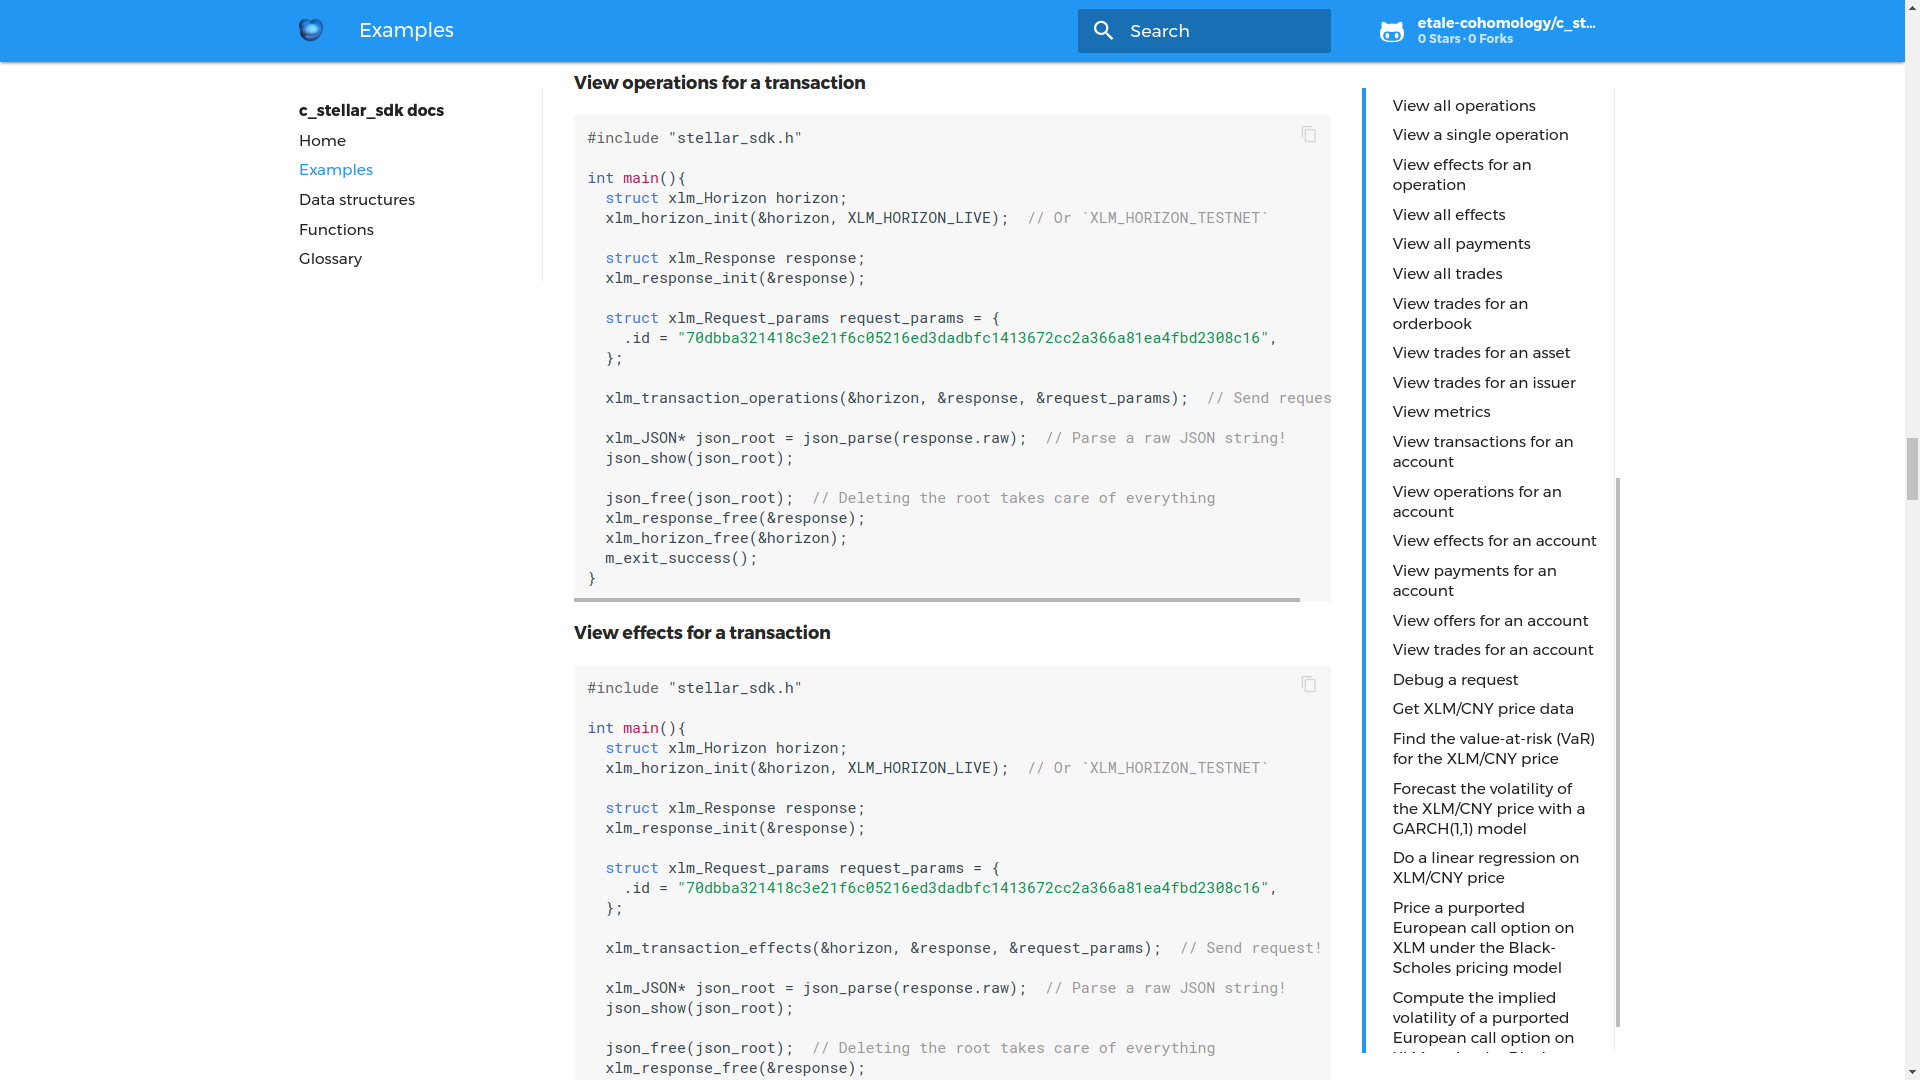 Examples
Search
etale-cohomology/c_st...
0 Stars · 0 Forks
c_stellar_sdk docs
Home
Examples
Data structures
Functions
Glossary
View operations for a transaction
#include "stellar_sdk.h"
int main(){
  struct xlm_Horizon horizon;
  xlm_horizon_init(&horizon, XLM_HORIZON_LIVE);  // Or `XLM_HORIZON_TESTNET`
  struct xlm_Response response;
  xlm_response_init(&response);
  struct xlm_Request_params request_params = {
    .id = "70dbba321418c3e21f6c05216ed3dadbfc1413672cc2a366a81ea4fbd2308c16",
  };
  xlm_transaction_operations(&horizon, &response, &request_params);  // Send reques
  xlm_JSON* json_root = json_parse(response.raw);  // Parse a raw JSON string!
  json_show(json_root);
  json_free(json_root);  // Deleting the root takes care of everything
  xlm_response_free(&response);
  xlm_horizon_free(&horizon);
  m_exit_success();
}
View effects for a transaction
#include "stellar_sdk.h"
int main(){
  struct xlm_Horizon horizon;
  xlm_horizon_init(&horizon, XLM_HORIZON_LIVE);  // Or `XLM_HORIZON_TESTNET`
  struct xlm_Response response;
  xlm_response_init(&response);
  struct xlm_Request_params request_params = {
    .id = "70dbba321418c3e21f6c05216ed3dadbfc1413672cc2a366a81ea4fbd2308c16",
  };
  xlm_transaction_effects(&horizon, &response, &request_params);  // Send request!
  xlm_JSON* json_root = json_parse(response.raw);  // Parse a raw JSON string!
  json_show(json_root);
  json_free(json_root);  // Deleting the root takes care of everything
  xlm_response_free(&response);
View all operations
View a single operation
View effects for an
operation
View all effects
View all payments
View all trades
View trades for an
orderbook
View trades for an asset
View trades for an issuer
View metrics
View transactions for an
account
View operations for an
account
View effects for an account
View payments for an
account
View offers for an account
View trades for an account
Debug a request
Get XLM/CNY price data
Find the value-at-risk (VaR)
for the XLM/CNY price
Forecast the volatility of
the XLM/CNY price with a
GARCH(1,1) model
Do a linear regression on
XLM/CNY price
Price a purported
European call option on
XLM under the Black-
Scholes pricing model
Compute the implied
volatility of a purported
European call option on